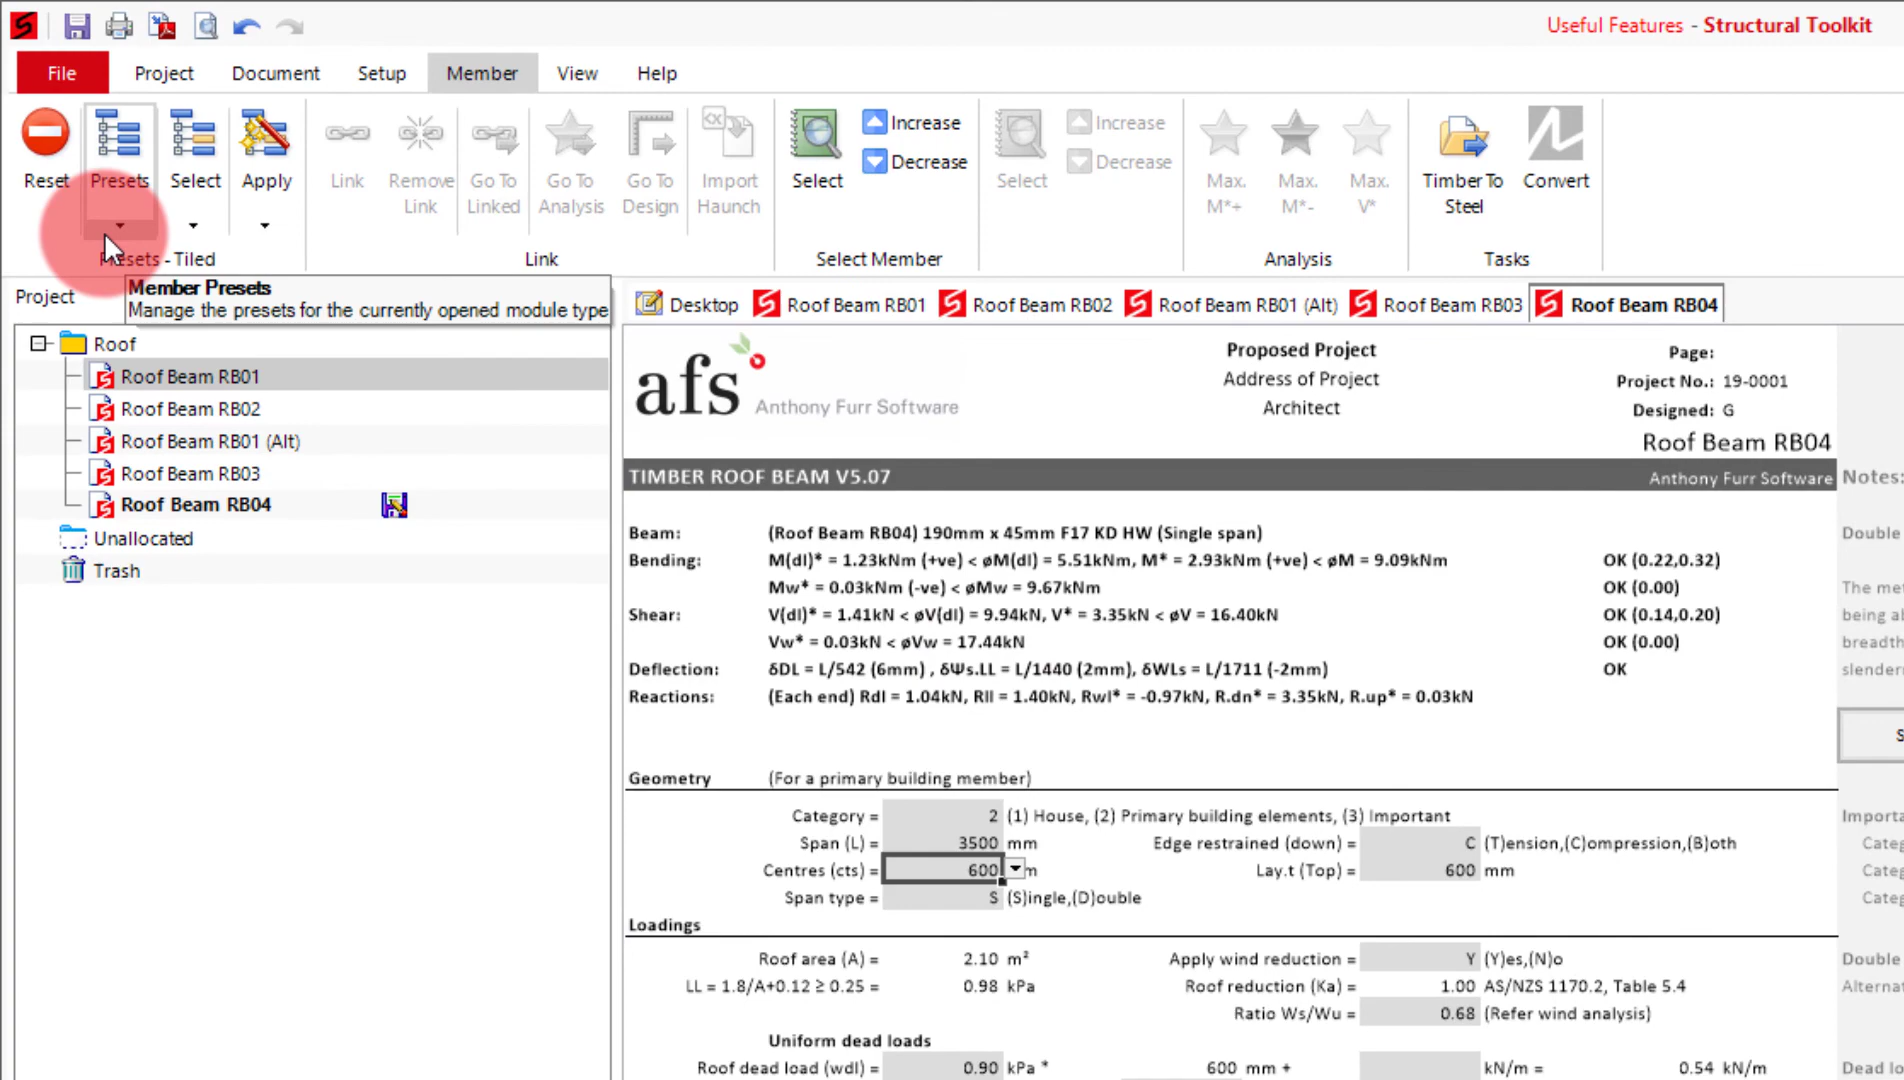 Useful Features - Structural Toolkit
File Project Document Setup Member View Help
Reset Presets Select Apply Link Remove Link Go To Linked Go To Analysis Go To Design Import Haunch Select Increase Decrease Select Increase Decrease Max. M*+ Max. M*- Max. V* Timber To Steel Convert
Presets - Tiled Link Select Member Analysis Tasks
Project
Member Presets
Manage the presets for the currently opened module type
Desktop Roof Beam RB01 Roof Beam RB02 Roof Beam RB01 (Alt) Roof Beam RB03 Roof Beam RB04
Roof
Roof Beam RB01
Roof Beam RB02
Roof Beam RB01 (Alt)
Roof Beam RB03
Roof Beam RB04
Unallocated
Trash
afs Anthony Furr Software
Proposed Project
Address of Project
Architect
Page:
Project No.: 19-0001
Designed: G
Roof Beam RB04
TIMBER ROOF BEAM V5.07 Anthony Furr Software
Beam: (Roof Beam RB04) 190mm x 45mm F17 KD HW (Single span)
Bending: M(dl)* = 1.23kNm (+ve) < øM(dl) = 5.51kNm, M* = 2.93kNm (+ve) < øM = 9.09kNm OK (0.22,0.32)
Mw* = 0.03kNm (-ve) < øMw = 9.67kNm OK (0.00)
Shear: V(dl)* = 1.41kN < øV(dl) = 9.94kN, V* = 3.35kN < øV = 16.40kN OK (0.14,0.20)
Vw* = 0.03kN < øVw = 17.44kN OK (0.00)
Deflection: δDL = L/542 (6mm) , δΨs.LL = L/1440 (2mm), δWLs = L/1711 (-2mm) OK
Reactions: (Each end) Rdl = 1.04kN, Rll = 1.40kN, Rwl* = -0.97kN, R.dn* = 3.35kN, R.up* = 0.03kN
Geometry (For a primary building member)
Category = 2 (1) House, (2) Primary building elements, (3) Important
Span (L) = 3500 mm Edge restrained (down) = C (T)ension,(C)ompression,(B)oth
Centres (cts) = 600 m Lay.t (Top) = 600 mm
Span type = S (S)ingle,(D)ouble
Loadings
Roof area (A) = 2.10 m² Apply wind reduction = Y (Y)es,(N)o
LL = 1.8/A+0.12 ≥ 0.25 = 0.98 kPa Roof reduction (Ka) = 1.00 AS/NZS 1170.2, Table 5.4
Ratio Ws/Wu = 0.68 (Refer wind analysis)
Uniform dead loads
Roof dead load (wdl) = 0.90 kPa * 600 mm + kN/m = 0.54 kN/m
Notes:
Double
The met
being al
breadth
slender
S
Importa
Categ
Categ
Categ
Double
Alterna
Dead lo